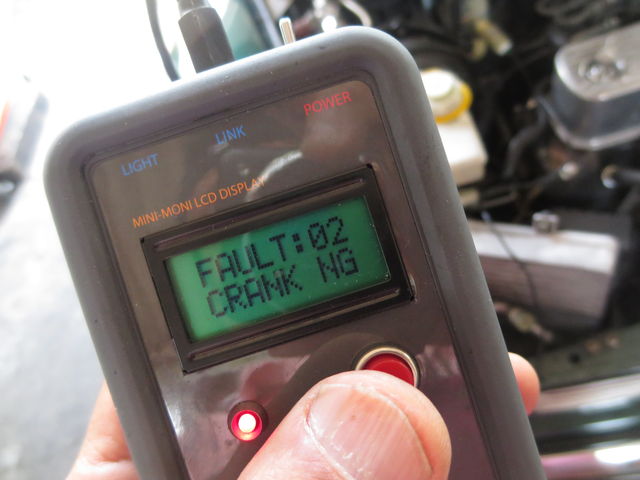 LIGHT LINK POWER
MINI-MONI LCD DISPLAY
FAULT:02
CRANK NG